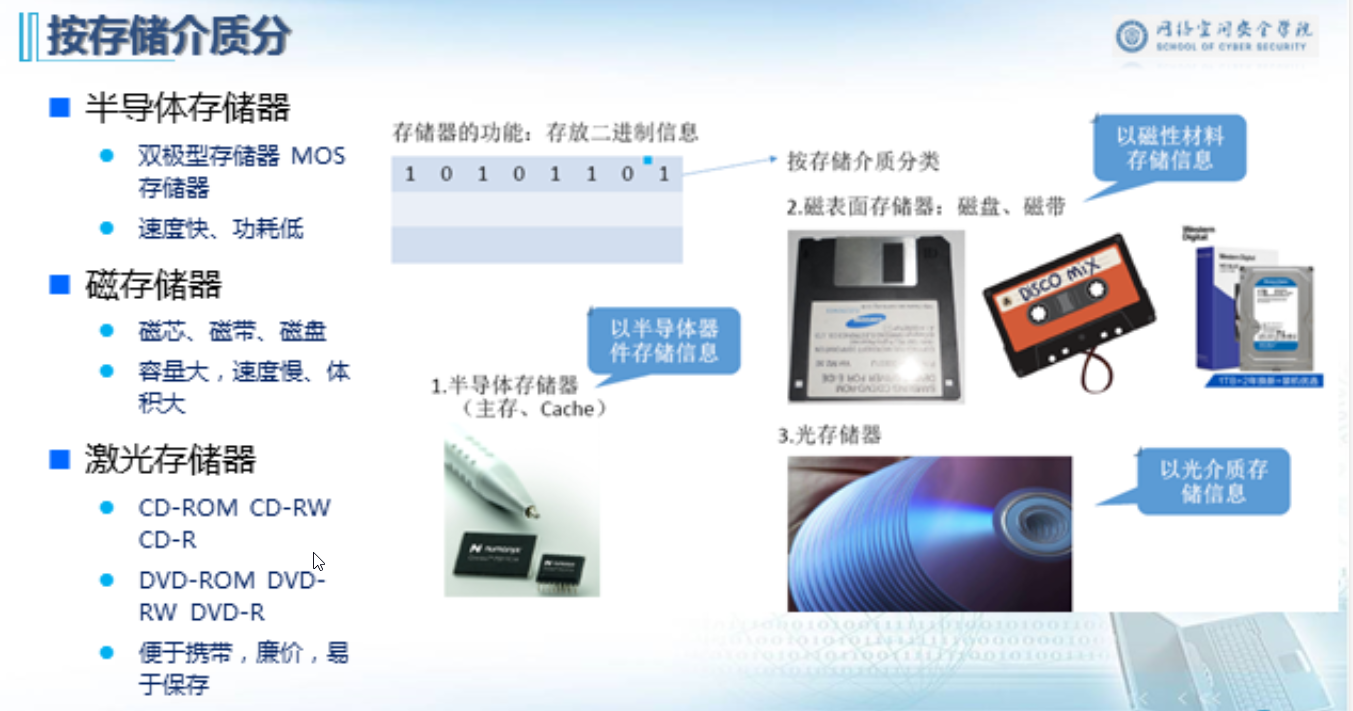 按存储介质分
网络空间安全学院
SCHOOL OF CYBER SECURITY
半导体存储器
双极型存储器 MOS
存储器
速度快、功耗低
磁存储器
磁芯、磁带、磁盘
容量大，速度慢、体
积大
激光存储器
CD-ROM CD-RW
CD-R
DVD-ROM DVD-
RW DVD-R
便于携带，廉价，易
于保存
存储器的功能：存放二进制信息
1 0 1 0 1 1 0 1
以半导体器
件存储信息
1.半导体存储器
（主存、Cache）
numonyx
按存储介质分类
以磁性材料
存储信息
2.磁表面存储器：磁盘、磁带
SAMSUNG
DISCO MIX
Western
Digital
Western Digital
3.光存储器
以光介质存
储信息